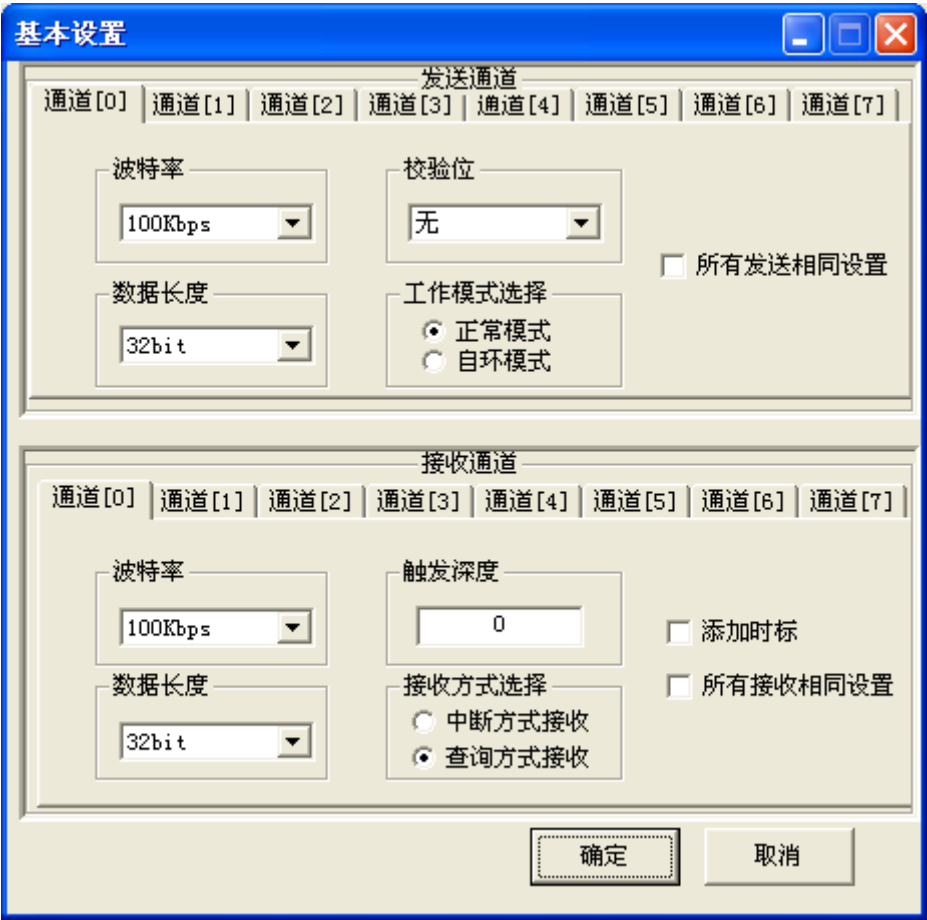 基本设置
发送通道
通道[0] 通道[1] 通道[2] 通道[3] 通道[4] 通道[5] 通道[6] 通道[7]
波特率 校验位
100Kbps 无
所有发送相同设置
数据长度 工作模式选择
32bit 正常模式
自环模式
接收通道
通道[0] 通道[1] 通道[2] 通道[3] 通道[4] 通道[5] 通道[6] 通道[7]
波特率 触发深度
100Kbps 0 添加时标
数据长度 接收方式选择 所有接收相同设置
中断方式接收
32bit 查询方式接收
确定 取消